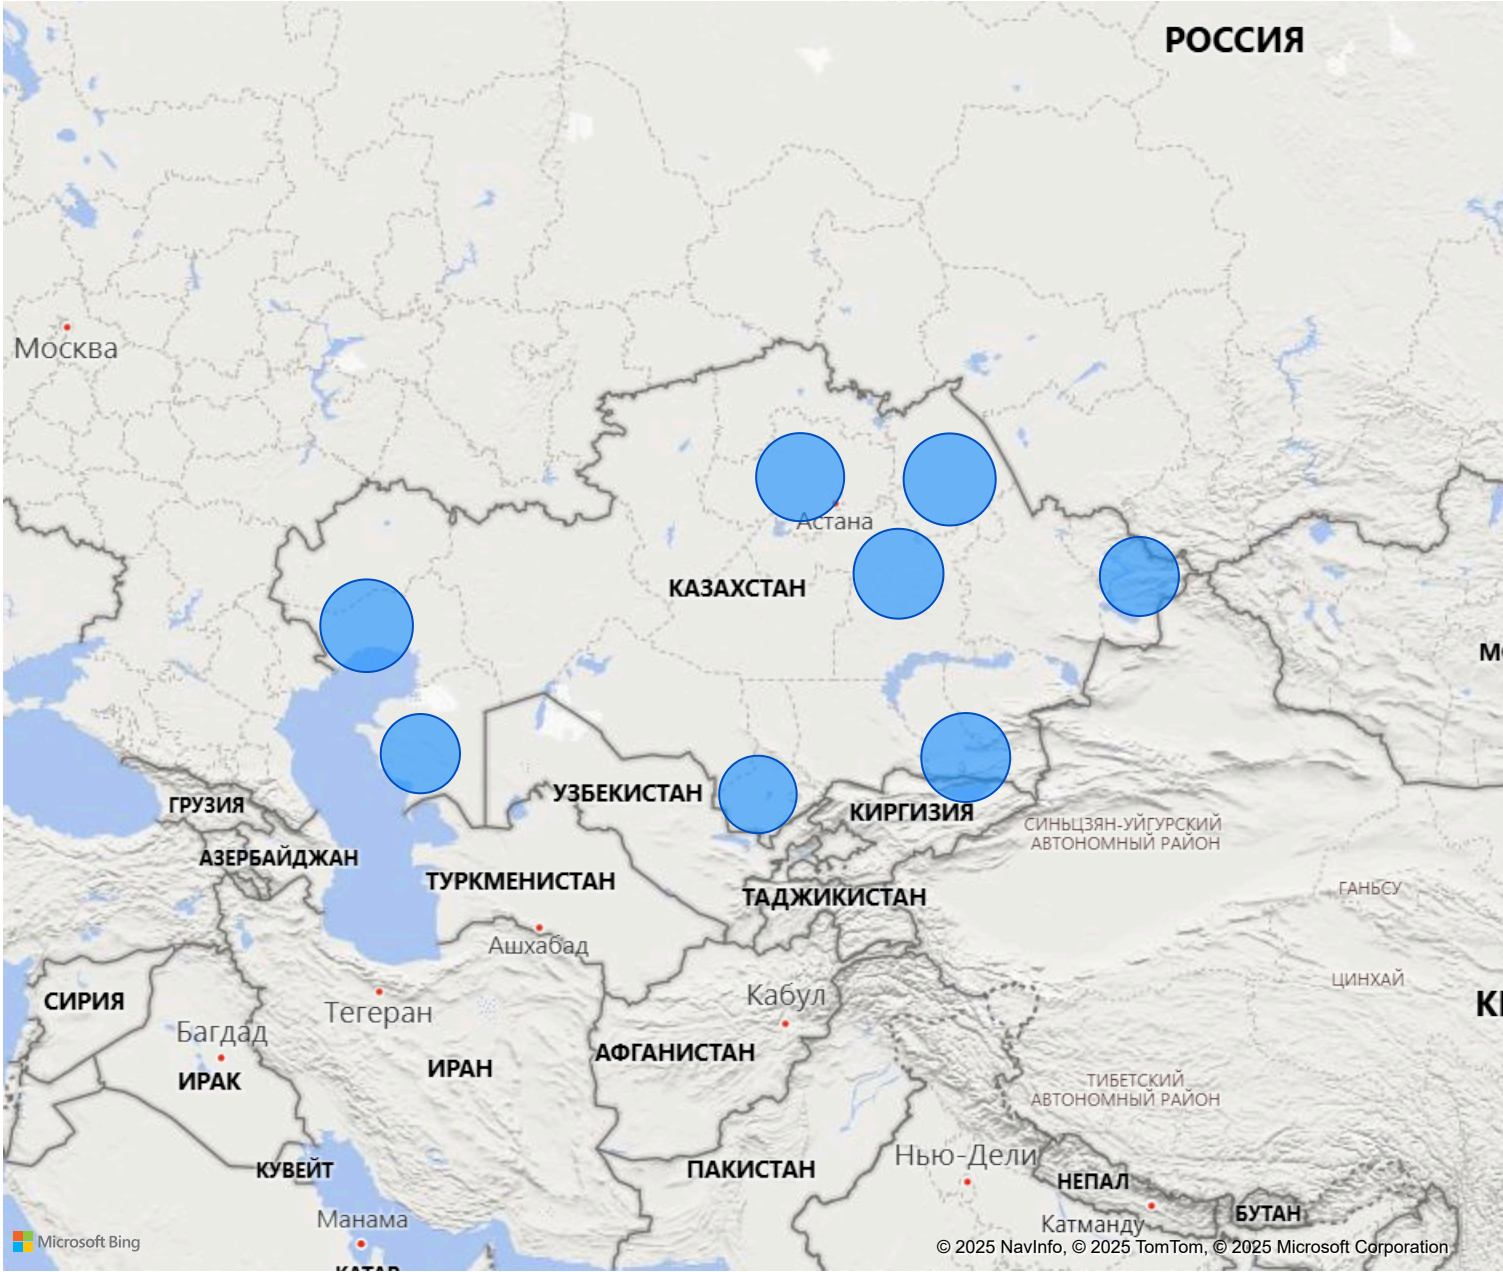 РОССИЯ
Москва
Астана
КАЗАХСТАН
УЗБЕКИСТАН
КИРГИЗИЯ
ГРУЗИЯ
СИНЬЦЗЯН-УЙГУРСКИЙ
АВТОНОМНЫЙ РАЙОН
АЗЕРБАЙДЖАН
ТУРКМЕНИСТАН
ТАДЖИКИСТАН
ГАНЬСУ
Ашхабад
ЦИНХАЙ
СИРИЯ
Тегеран
Кабул
Багдад
ИРАН
АФГАНИСТАН
ИРАК
ТИБЕТСКИЙ
АВТОНОМНЫЙ РАЙОН
Нью-Дели
КУВЕЙТ
ПАКИСТАН
НЕПАЛ
БУТАН
Манама
Катманду
Microsoft Bing
© 2025 NavInfo, © 2025 TomTom, © 2025 Microsoft Corporation